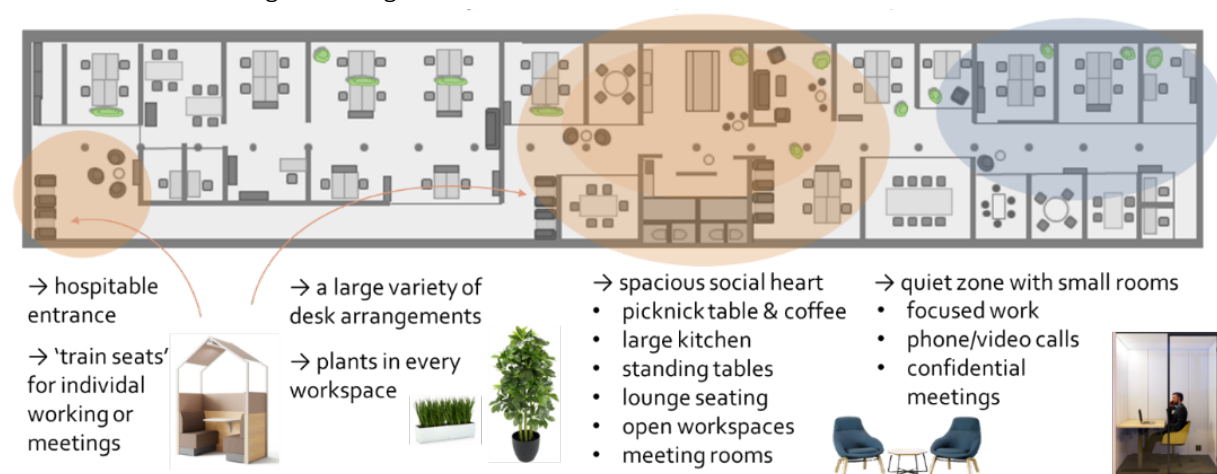 → hospitable
entrance
→ 'train seats'
for individal
working or
meetings
→ a large variety of
desk arrangements
→ plants in every
workspace
→ spacious social heart
• picknick table & coffee
• large kitchen
• standing tables
• lounge seating
• open workspaces
• meeting rooms
→ quiet zone with small rooms
• focused work
• phone/video calls
• confidential
meetings